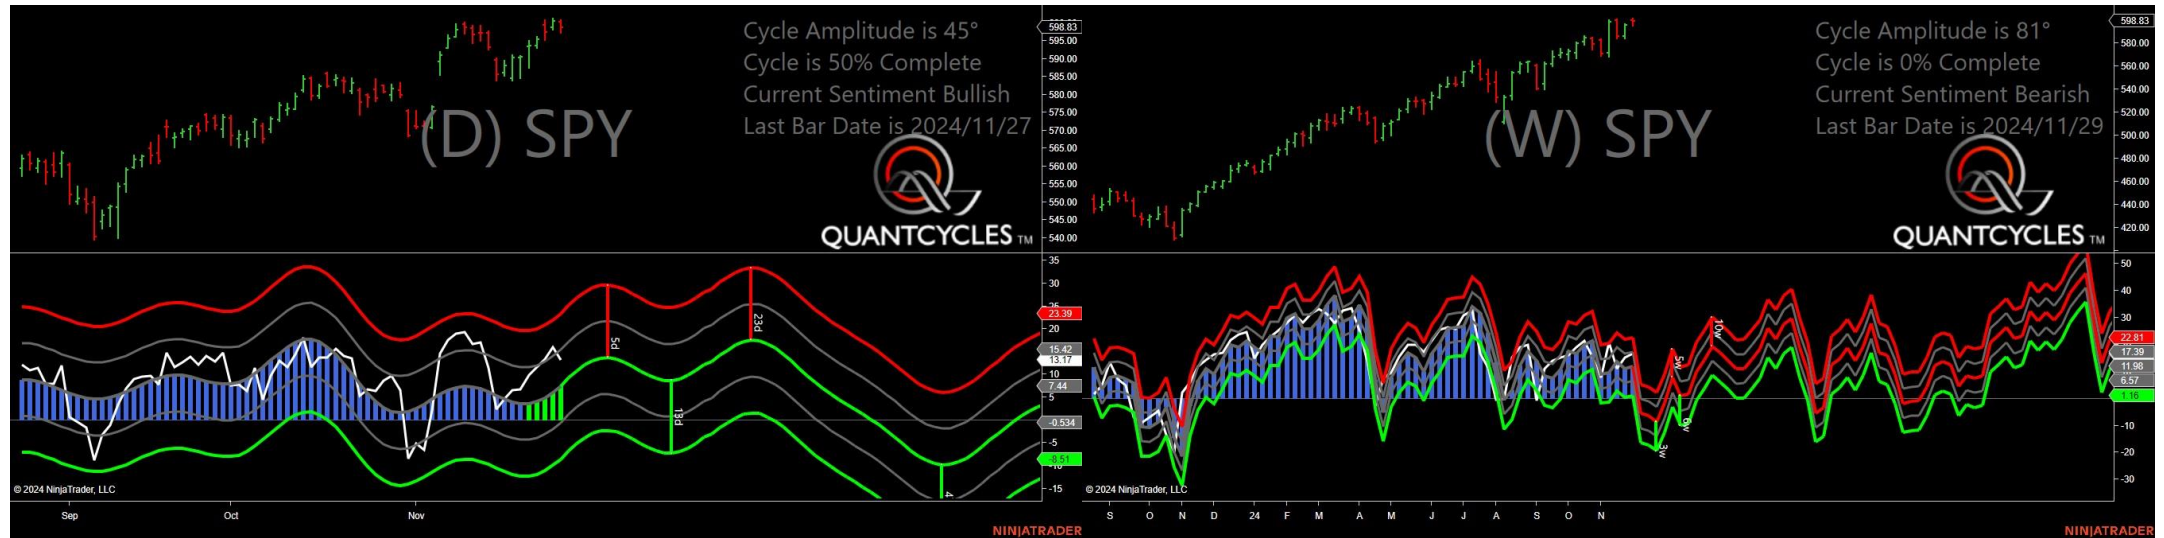 Cycle Amplitude is 45°
Cycle is 50% Complete
Current Sentiment Bullish
Last Bar Date is 2024/11/27
(D) SPY
QUANTCYCLES TM
598.83
595.00
590.00
585.00
580.00
575.00
570.00
565.00
560.00
555.00
550.00
545.00
540.00
35
30
25
23.39
20
15.42
13.17
10
7.44
5
-0.534
-5
-8.51
-15
5d
23d
13d
4
© 2024 NinjaTrader, LLC
Sep Oct Nov
NINJATRADER
Cycle Amplitude is 81°
Cycle is 0% Complete
Current Sentiment Bearish
Last Bar Date is 2024/11/29
(W) SPY
QUANTCYCLES TM
598.83
580.00
560.00
540.00
520.00
500.00
480.00
460.00
440.00
420.00
50
40
30
22.81
17.39
11.98
6.57
1.16
-10
-20
-30
10w
5w
6w
3w
© 2024 NinjaTrader, LLC
S O N D 24 F M A M J J A S O N
NINJATRADER